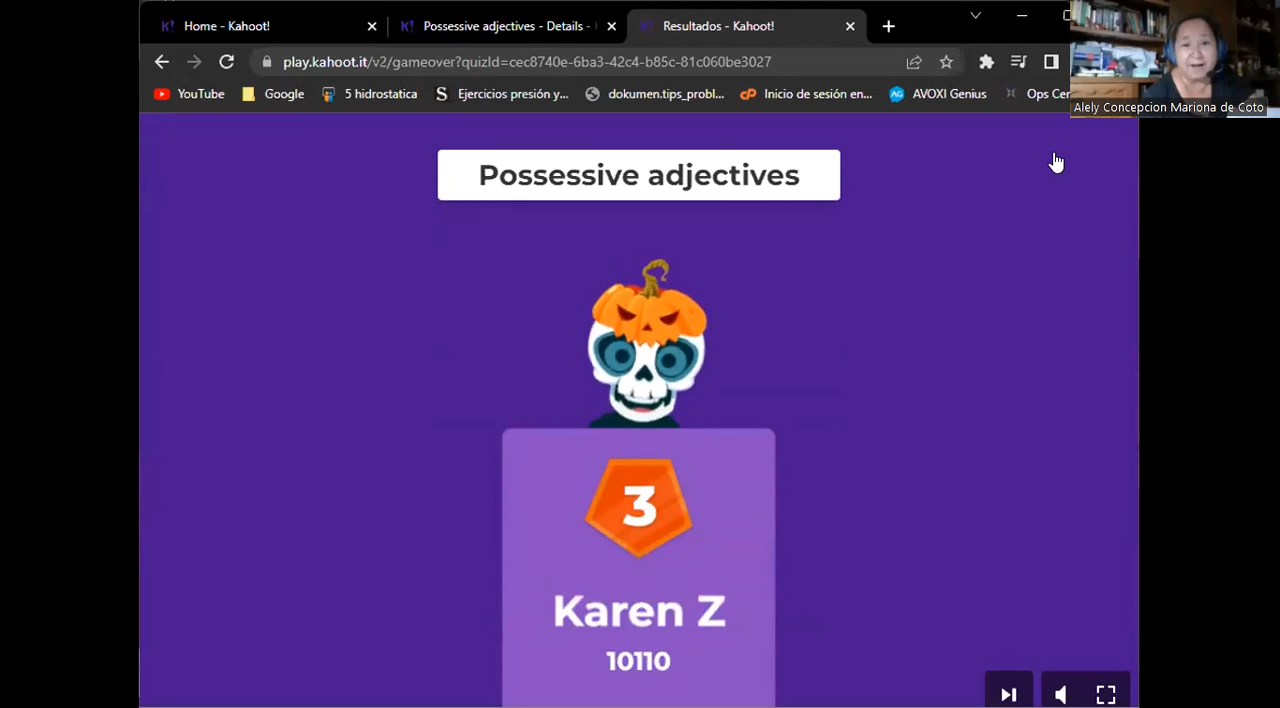 Home - Kahoot!
Possessive adjectives - Details -
Resultados - Kahoot!
play.kahoot.it/v2/gameover?quizId=cec8740e-6ba3-42c4-b85c-81c060be3027
YouTube
Google
5 hidrostatica
Ejercicios presión y...
dokumen.tips_probl...
Inicio de sesión en...
AVOXI Genius
Ops Cer
Alely Concepcion Mariona de Coto
Possessive adjectives
3
Karen Z
10110